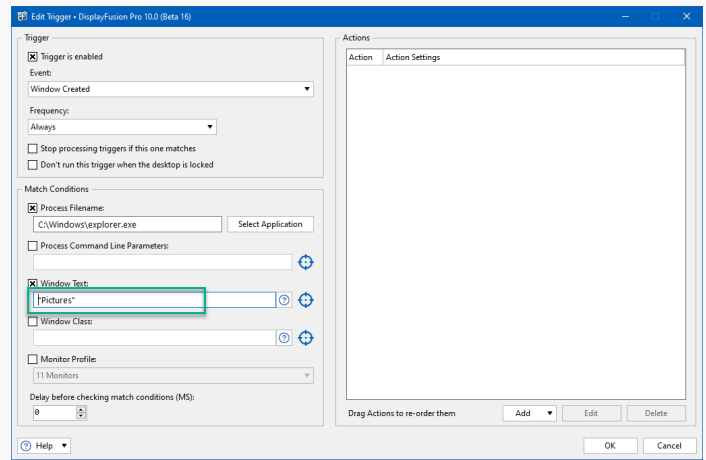 Edit Trigger • DisplayFusion Pro 10.0 (Beta 16)
Trigger
Trigger is enabled
Event:
Window Created
Frequency:
Always
Stop processing triggers if this one matches
Don't run this trigger when the desktop is locked
Match Conditions
Process Filename:
C:\Windows\explorer.exe
Select Application
Process Command Line Parameters:
Window Text:
"Pictures"
Window Class:
Monitor Profile:
11 Monitors
Delay before checking match conditions (MS):
0
Help
Actions
Action Action Settings
Drag Actions to re-order them
Add
Edit
Delete
OK
Cancel